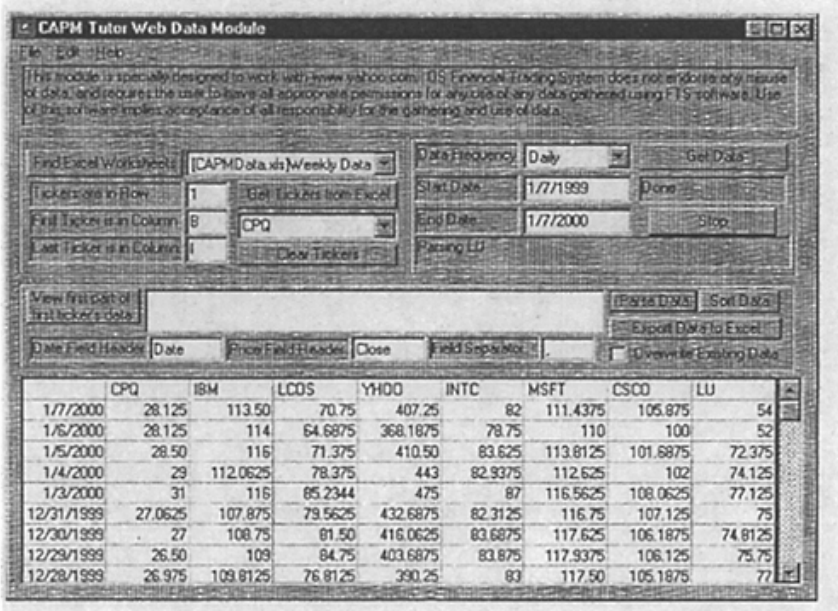 CAPM Tutor Web Data Module
File Edit Help
This module is specially designed to work with www.yahoo.com. OS Financial Trading System does not endorse any misuse
of data, and requires the user to have all appropriate permissions for any use of any data gathered using FTS software. Use
of this software implies acceptance of all responsibility for the gathering and use of data.
Find Excel Worksheets [CAPMData.xls]Weekly Data
Tickers are in Row 1 Get Tickers from Excel
First Ticker is in Column B CPQ
Last Ticker is in Column I Clear Tickers
Data Frequency Daily Get Data
Start Date 1/7/1999 Done
End Date 1/7/2000 Stop
Parsing LU
View first part of
first ticker's data
Parse Data Sort Data
Export Data to Excel
Date Field Header Date Price Field Header Close Field Separator , Overwrite Existing Data
CPQ IBM LCOS YHOO INTC MSFT CSCO LU
1/7/2000 28.125 113.50 70.75 407.25 82 111.4375 105.875 54
1/6/2000 28.125 114 64.6875 368.1875 78.75 110 100 52
1/5/2000 28.50 116 71.375 410.50 83.625 113.8125 101.6875 72.375
1/4/2000 29 112.0625 78.375 443 82.9375 112.625 102 74.125
1/3/2000 31 116 85.2344 475 87 116.5625 108.0625 77.125
12/31/1999 27.0625 107.875 79.5625 432.6875 82.3125 116.75 107.125 75
12/30/1999 27 108.75 81.50 416.0625 83.6875 117.625 106.1875 74.8125
12/29/1999 26.50 109 84.75 403.6875 83.875 117.9375 106.125 75.75
12/28/1999 26.975 109.8125 76.8125 390.25 83 117.50 105.1875 77